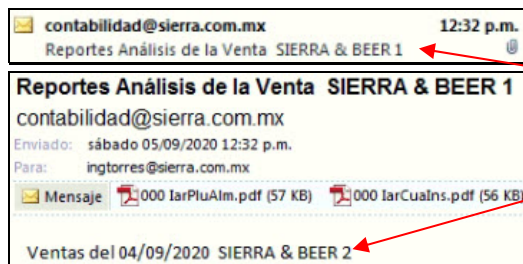 contabilidad@sierra.com.mx 12:32 p.m.
Reportes Análisis de la Venta SIERRA & BEER 1
Reportes Análisis de la Venta SIERRA & BEER 1
contabilidad@sierra.com.mx
Enviado: sábado 05/09/2020 12:32 p.m.
Para: ingtorres@sierra.com.mx
Mensaje 000 IarPluAlm.pdf (57 KB) 000 IarCuaIns.pdf (56 KB)
Ventas del 04/09/2020 SIERRA & BEER 2